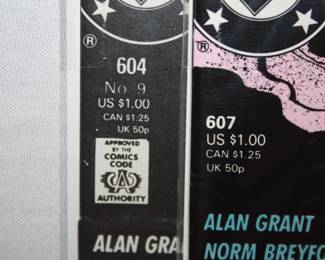 ®
604
No. 9
US $1.00
CAN $1.25
UK 50p
APPROVED
BY THE
COMICS
CODE
AUTHORITY
ALAN GRA
®
607
US $1.00
CAN $1.25
UK 50p
ALAN GRANT
NORM BREYFO